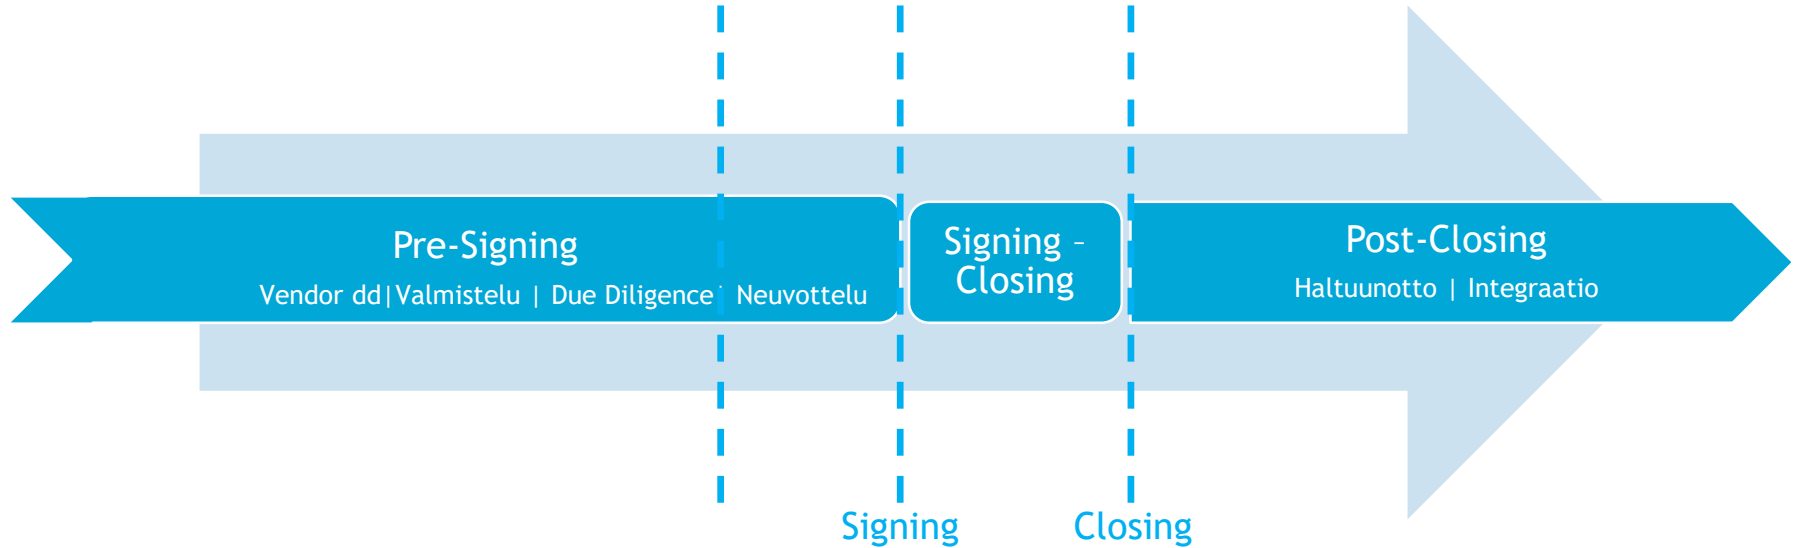 Pre-Signing
Vendor dd|Valmistelu | Due Diligence| Neuvottelu
Signing –
Closing
Post-Closing
Haltuunotto | Integraatio
Signing
Closing